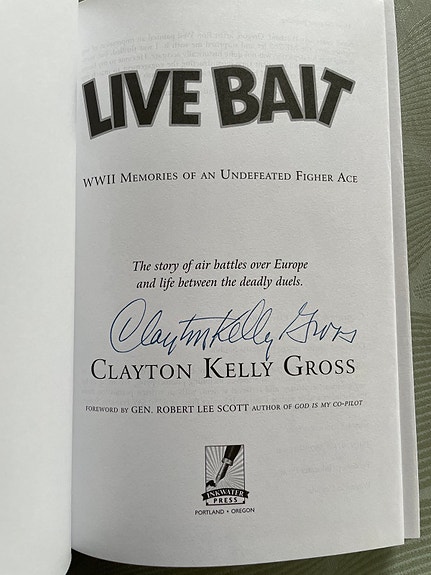 LIVE BAIT
WWII MEMORIES OF AN UNDEFEATED FIGHER ACE
The story of air battles over Europe
and life between the deadly duels.
Clayton Kelly Gross
CLAYTON KELLY GROSS
FOREWORD BY GEN. ROBERT LEE SCOTT AUTHOR OF GOD IS MY CO-PILOT
INKWATER
PRESS
PORTLAND • OREGON